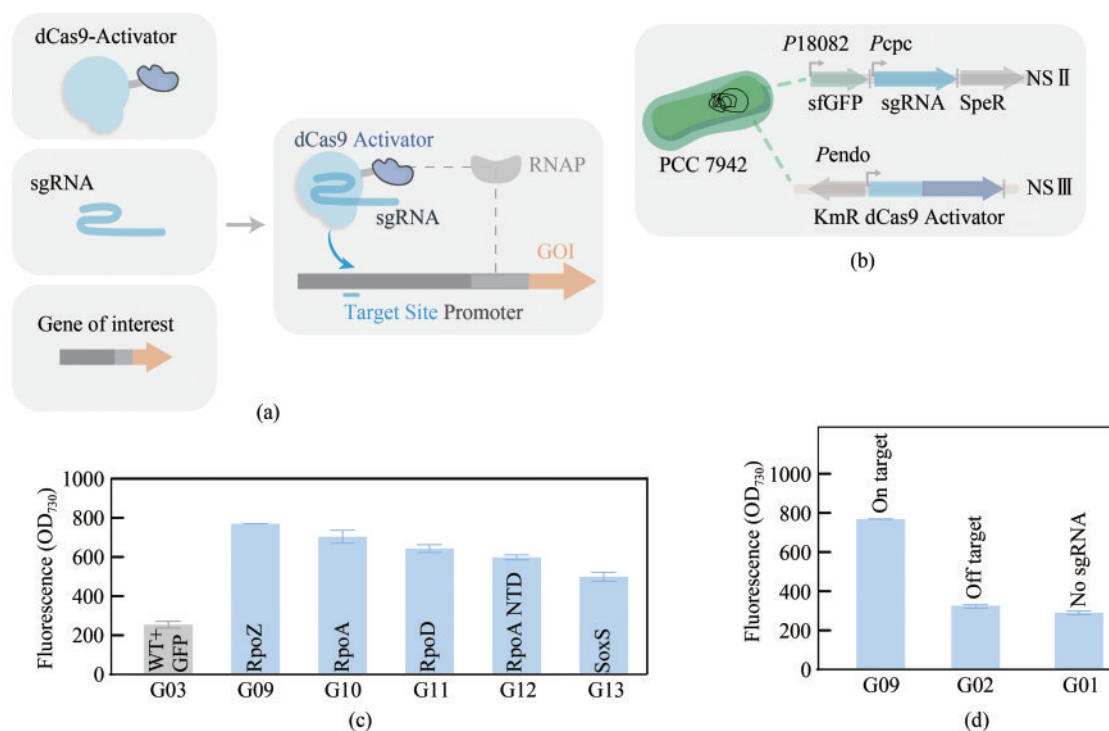 dCas9-Activator
sgRNA
Gene of interest
dCas9 Activator
RNAP
sgRNA
GOI
Target Site Promoter
(a)
P18082 Pcpc
sfGFP sgRNA SpeR NS II
PCC 7942
Pendo
KmR dCas9 Activator NS III
(b)
Fluorescence (OD730)
1000
800
600
400
200
0
WT+
GFP
RpoZ
RpoA
RpoD
RpoA NTD
SoxS
G03 G09 G10 G11 G12 G13
(c)
Fluorescence (OD730)
1000
800
600
400
200
0
On target
Off target
No sgRNA
G09 G02 G01
(d)